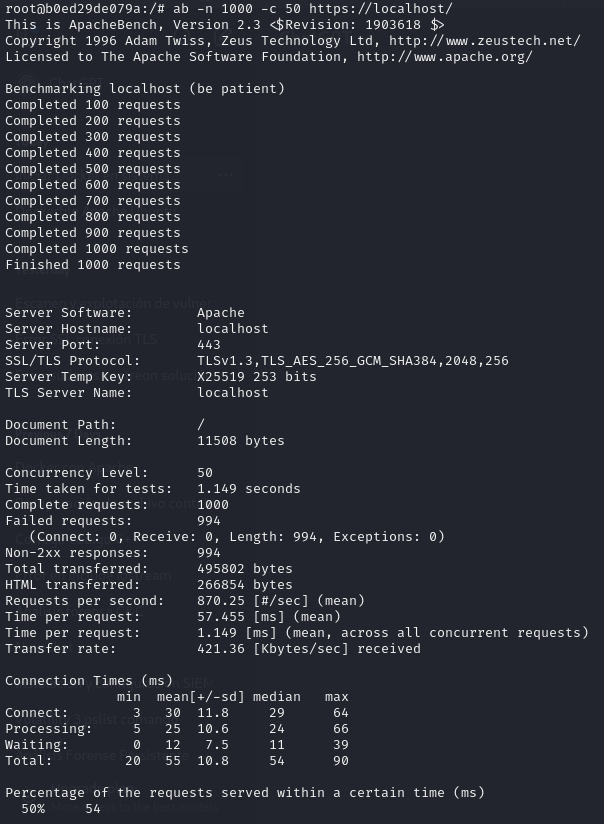 root@b0ed29de079a:/# ab -n 1000 -c 50 https://localhost/
This is ApacheBench, Version 2.3 <$Revision: 1903618 $>
Copyright 1996 Adam Twiss, Zeus Technology Ltd, http://www.zeustech.net/
Licensed to The Apache Software Foundation, http://www.apache.org/

Benchmarking localhost (be patient)
Completed 100 requests
Completed 200 requests
Completed 300 requests
Completed 400 requests
Completed 500 requests
Completed 600 requests
Completed 700 requests
Completed 800 requests
Completed 900 requests
Completed 1000 requests
Finished 1000 requests


Server Software:        Apache
Server Hostname:        localhost
Server Port:            443
SSL/TLS Protocol:       TLSv1.3,TLS_AES_256_GCM_SHA384,2048,256
Server Temp Key:        X25519 253 bits
TLS Server Name:        localhost

Document Path:          /
Document Length:        11508 bytes

Concurrency Level:      50
Time taken for tests:   1.149 seconds
Complete requests:      1000
Failed requests:        994
   (Connect: 0, Receive: 0, Length: 994, Exceptions: 0)
Non-2xx responses:      994
Total transferred:      495802 bytes
HTML transferred:       266854 bytes
Requests per second:    870.25 [#/sec] (mean)
Time per request:       57.455 [ms] (mean)
Time per request:       1.149 [ms] (mean, across all concurrent requests)
Transfer rate:          421.36 [Kbytes/sec] received

Connection Times (ms)
              min  mean[+/-sd] median   max
Connect:        3   30  11.8     29      64
Processing:     5   25  10.6     24      66
Waiting:        0   12   7.5     11      39
Total:         20   55  10.8     54      90

Percentage of the requests served within a certain time (ms)
  50%     54